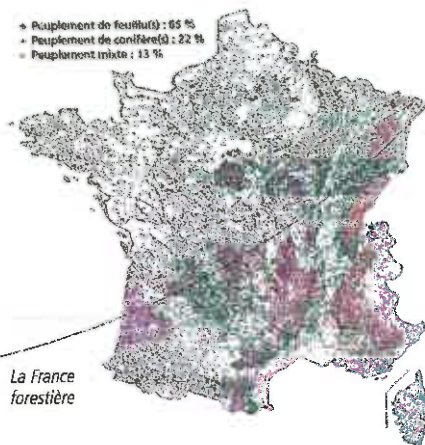 • Peuplement de feuillu(s) : 65 %
• Peuplement de conifère(s) : 22 %
• Peuplement mixte : 13 %
La France
forestière